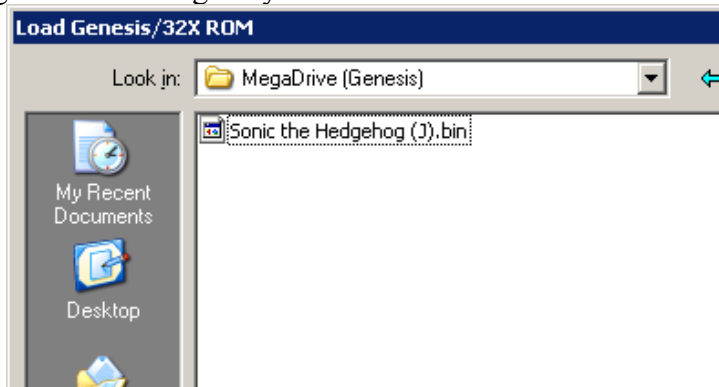 Load Genesis/32X ROM
Look in:
MegaDrive (Genesis)
Sonic the Hedgehog (J).bin
My Recent
Documents
Desktop